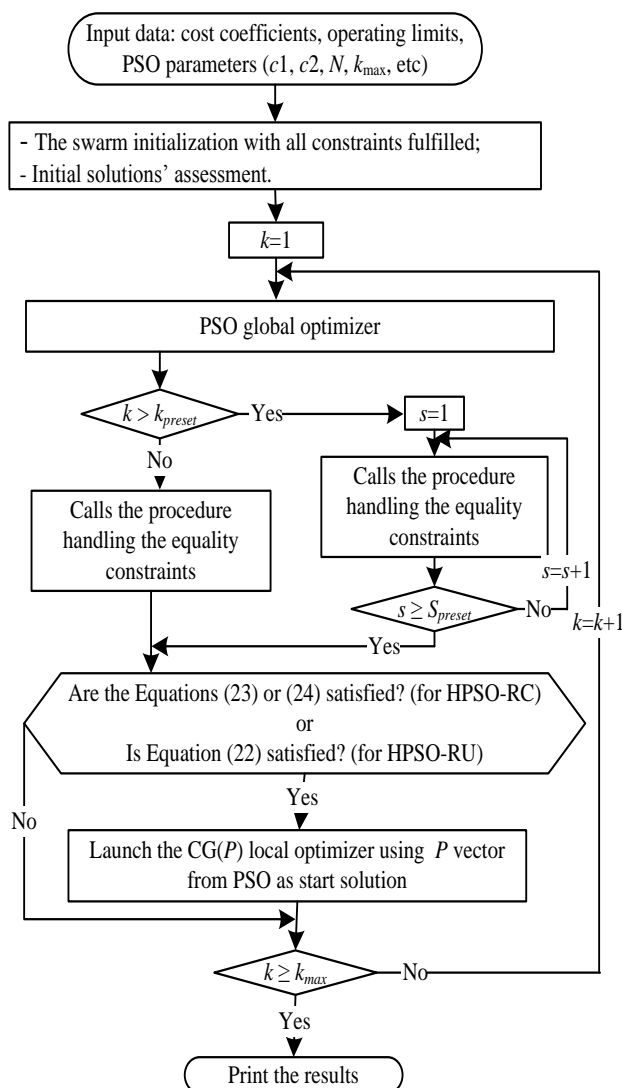 Input data: cost coefficients, operating limits,
PSO parameters (c1, c2, N, kmax, etc)
- The swarm initialization with all constraints fulfilled;
- Initial solutions’ assessment.
k=1
PSO global optimizer
k > kpreset
Yes
s=1
No
Calls the procedure
handling the equality
constraints
Calls the procedure
handling the equality
constraints
s=s+1
s ≥ Spreset
No
k=k+1
Yes
Are the Equations (23) or (24) satisfied? (for HPSO-RC)
or
Is Equation (22) satisfied? (for HPSO-RU)
Yes
No
Launch the CG(P) local optimizer using P vector
from PSO as start solution
k ≥ kmax
No
Yes
Print the results